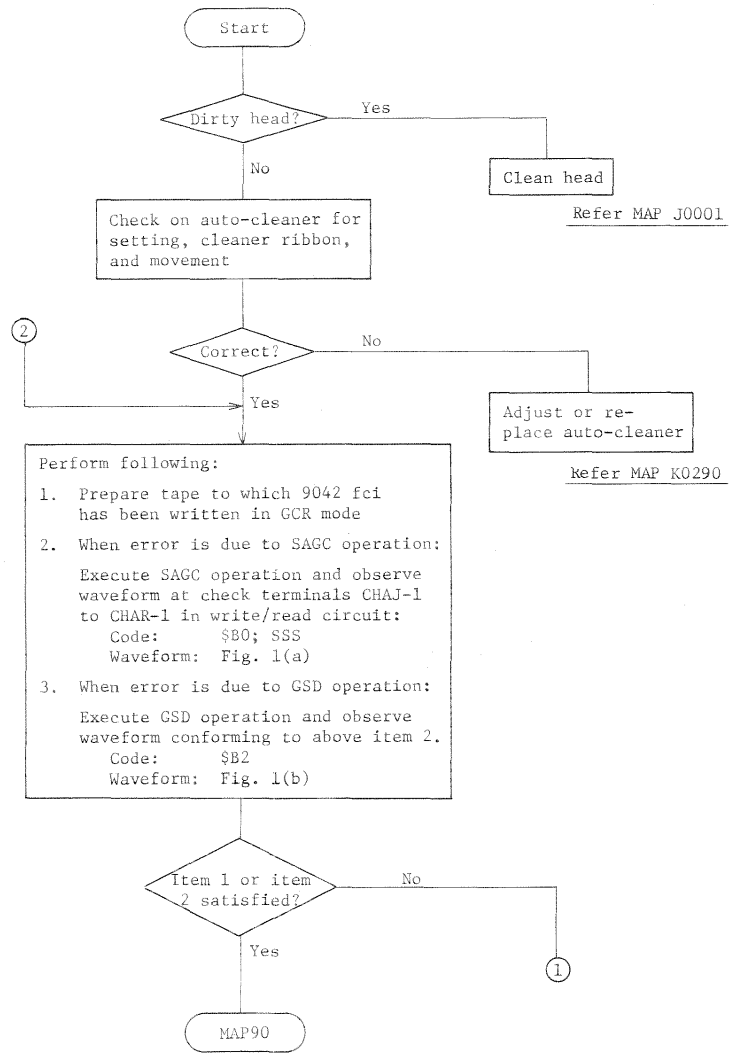 Start
Dirty head?
Yes
No
Clean head
Refer MAP J0001
Check on auto-cleaner for
setting, cleaner ribbon,
and movement
2
Correct?
No
Yes
Adjust or re-
place auto-cleaner
Refer MAP K0290
Perform following:
1. Prepare tape to which 9042 fci
has been written in GCR mode
2. When error is due to SAGC operation:
Execute SAGC operation and observe
waveform at check terminals CHAJ-1
to CHAR-1 in write/read circuit:
Code: $B0; SSS
Waveform: Fig. 1(a)
3. When error is due to GSD operation:
Execute GSD operation and observe
waveform conforming to above item 2.
Code: $B2
Waveform: Fig. 1(b)
Item 1 or item
2 satisfied?
No
Yes
1
MAP90